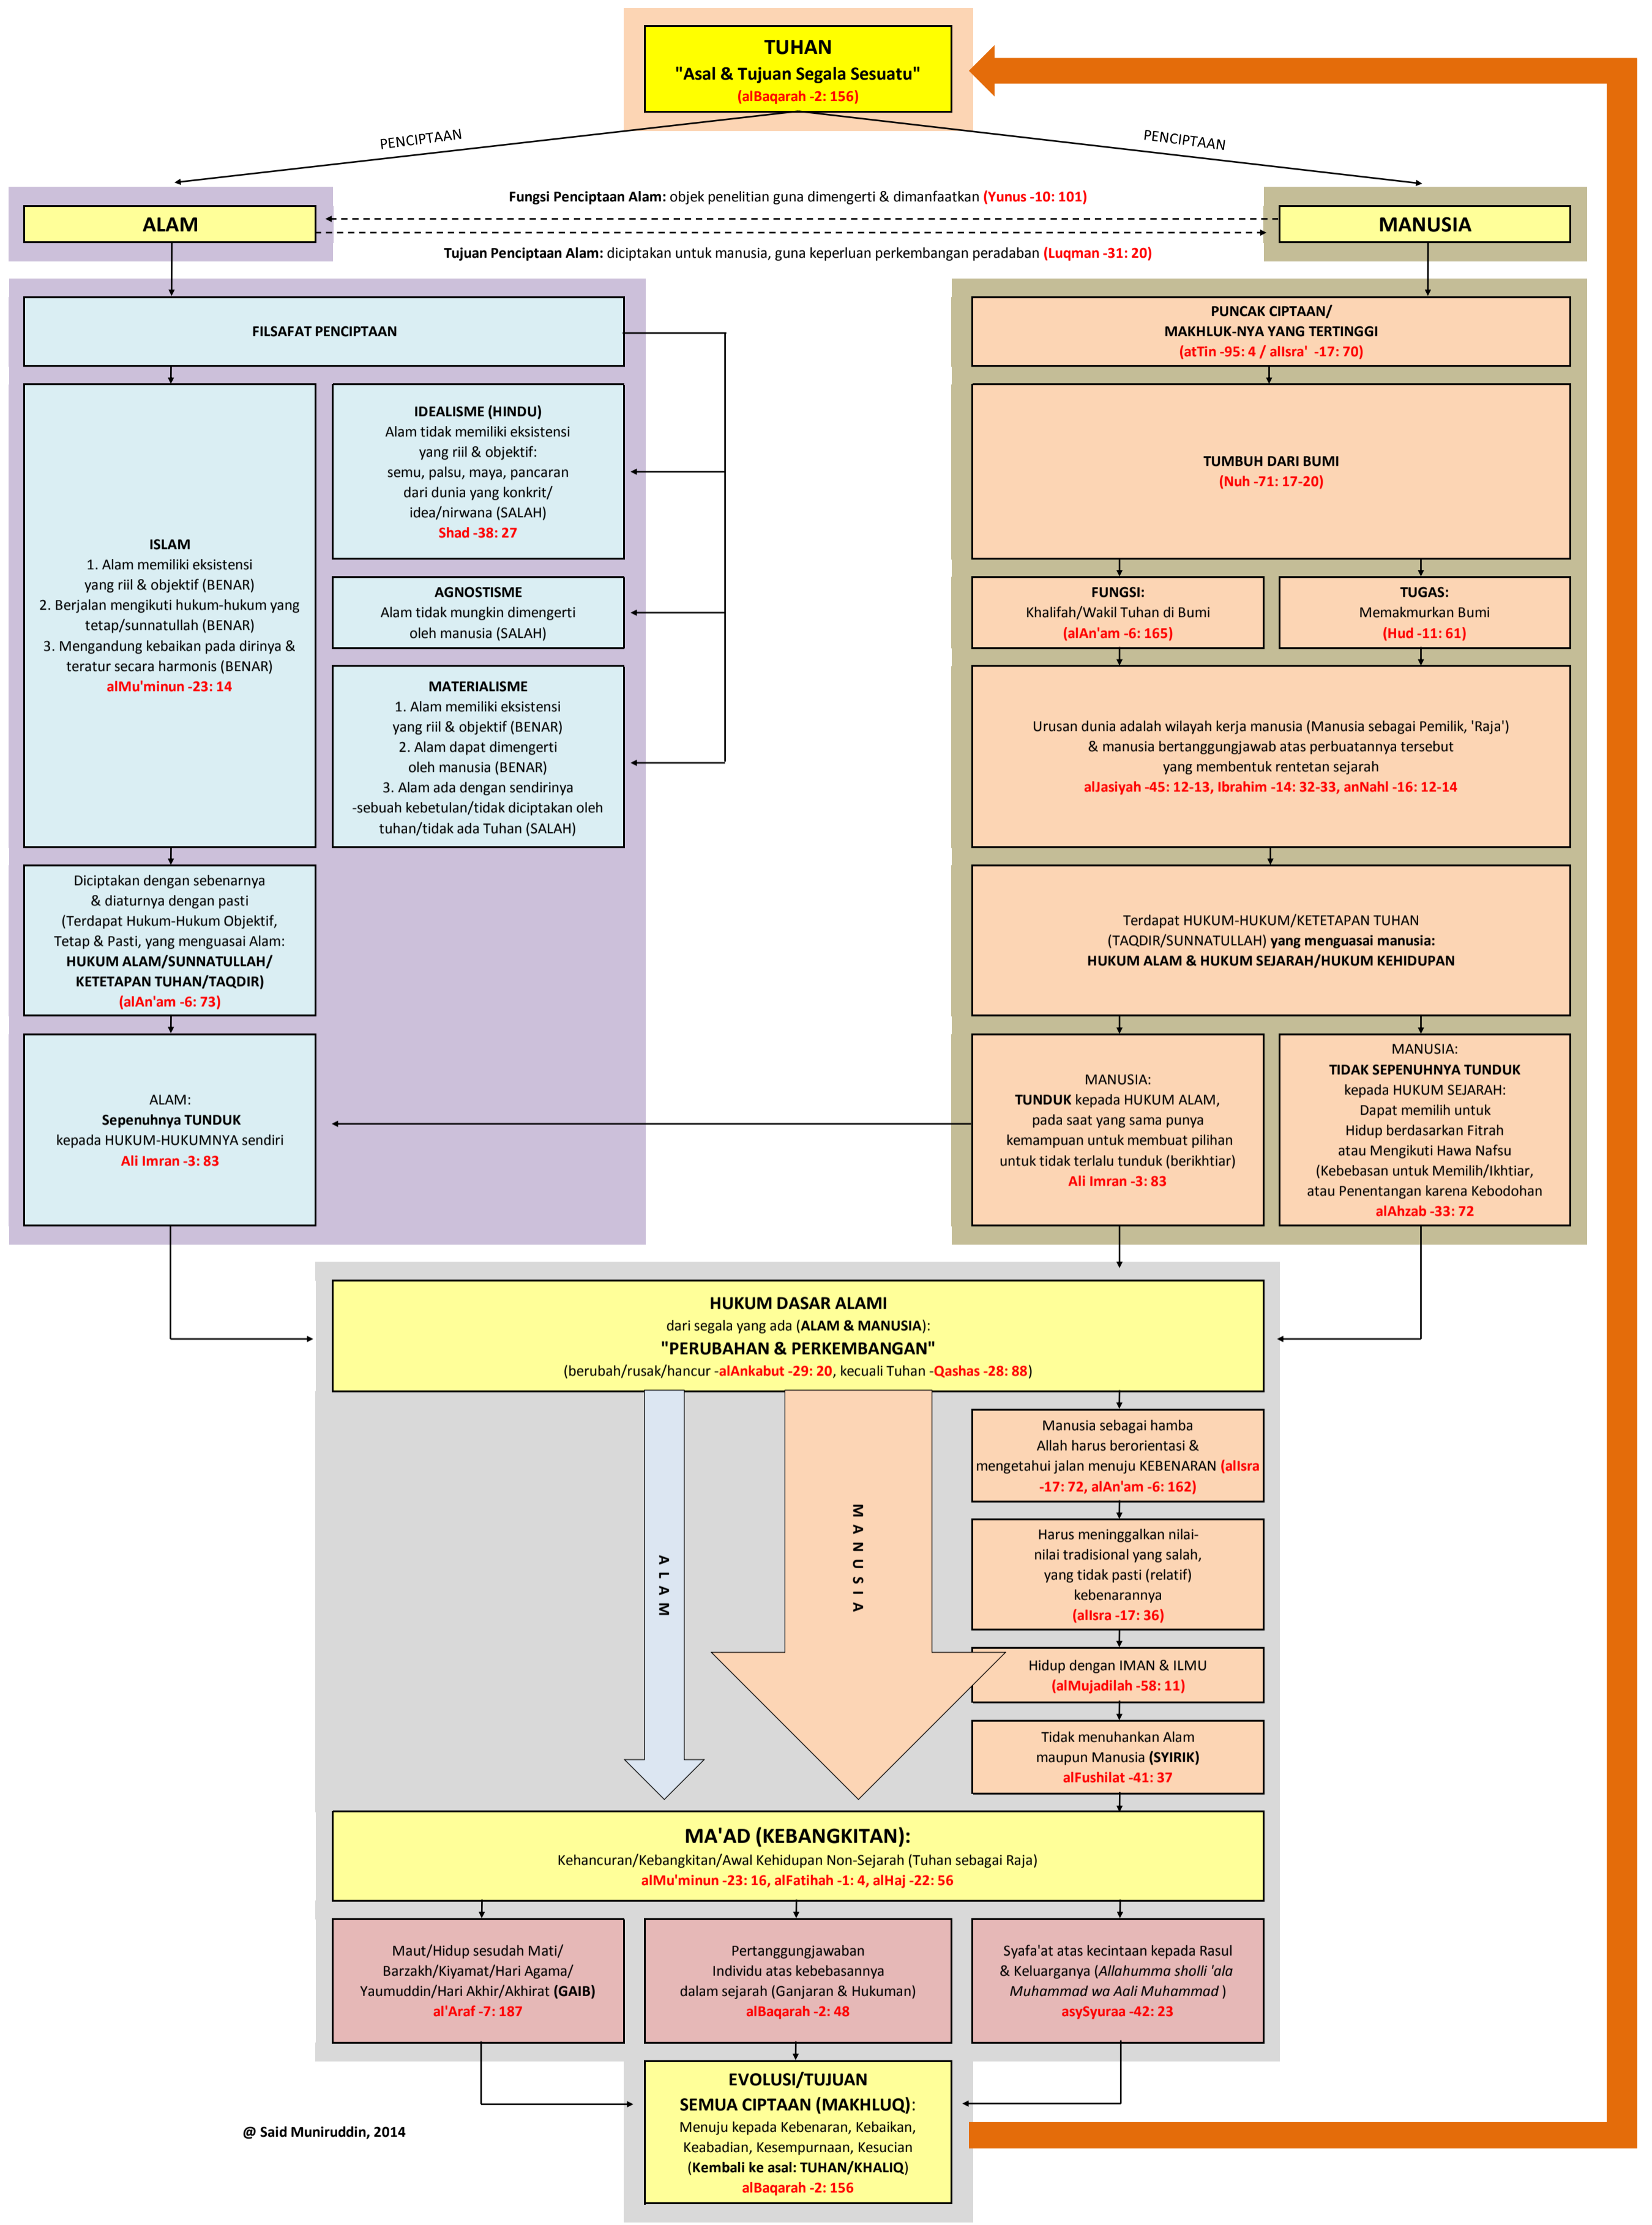 TUHAN
"Asal & Tujuan Segala Sesuatu"
(alBaqarah -2: 156)
PENCIPTAAN
PENCIPTAAN
Fungsi Penciptaan Alam: objek penelitian guna dimengerti & dimanfaatkan (Yunus -10: 101)
ALAM
MANUSIA
Tujuan Penciptaan Alam: diciptakan untuk manusia, guna keperluan perkembangan peradaban (Luqman -31: 20)
FILSAFAT PENCIPTAAN
ISLAM
1. Alam memiliki eksistensi
yang riil & objektif (BENAR)
2. Berjalan mengikuti hukum-hukum yang
tetap/sunnatullah (BENAR)
3. Mengandung kebaikan pada dirinya &
teratur secara harmonis (BENAR)
alMu'minun -23: 14
IDEALISME (HINDU)
Alam tidak memiliki eksistensi
yang riil & objektif:
semu, palsu, maya, pancaran
dari dunia yang konkrit/
idea/nirwana (SALAH)
Shad -38: 27
AGNOSTISME
Alam tidak mungkin dimengerti
oleh manusia (SALAH)
MATERIALISME
1. Alam memiliki eksistensi
yang riil & objektif (BENAR)
2. Alam dapat dimengerti
oleh manusia (BENAR)
3. Alam ada dengan sendirinya
-sebuah kebetulan/tidak diciptakan oleh
tuhan/tidak ada Tuhan (SALAH)
Diciptakan dengan sebenarnya
& diaturnya dengan pasti
(Terdapat Hukum-Hukum Objektif,
Tetap & Pasti, yang menguasai Alam:
HUKUM ALAM/SUNNATULLAH/
KETETAPAN TUHAN/TAQDIR)
(alAn'am -6: 73)
ALAM:
Sepenuhnya TUNDUK
kepada HUKUM-HUKUMNYA sendiri
Ali Imran -3: 83
PUNCAK CIPTAAN/
MAKHLUK-NYA YANG TERTINGGI
(atTin -95: 4 / alIsra' -17: 70)
TUMBUH DARI BUMI
(Nuh -71: 17-20)
FUNGSI:
Khalifah/Wakil Tuhan di Bumi
(alAn'am -6: 165)
TUGAS:
Memakmurkan Bumi
(Hud -11: 61)
Urusan dunia adalah wilayah kerja manusia (Manusia sebagai Pemilik, 'Raja')
& manusia bertanggungjawab atas perbuatannya tersebut
yang membentuk rentetan sejarah
alJasiyah -45: 12-13, Ibrahim -14: 32-33, anNahl -16: 12-14
Terdapat HUKUM-HUKUM/KETETAPAN TUHAN
(TAQDIR/SUNNATULLAH) yang menguasai manusia:
HUKUM ALAM & HUKUM SEJARAH/HUKUM KEHIDUPAN
MANUSIA:
TUNDUK kepada HUKUM ALAM,
pada saat yang sama punya
kemampuan untuk membuat pilihan
untuk tidak terlalu tunduk (berikhtiar)
Ali Imran -3: 83
MANUSIA:
TIDAK SEPENUHNYA TUNDUK
kepada HUKUM SEJARAH:
Dapat memilih untuk
Hidup berdasarkan Fitrah
atau Mengikuti Hawa Nafsu
(Kebebasan untuk Memilih/Ikhtiar,
atau Penentangan karena Kebodohan
alAhzab -33: 72
HUKUM DASAR ALAMI
dari segala yang ada (ALAM & MANUSIA):
"PERUBAHAN & PERKEMBANGAN"
(berubah/rusak/hancur -alAnkabut -29: 20, kecuali Tuhan -Qashas -28: 88)
ALAM
MANUSIA
Manusia sebagai hamba
Allah harus berorientasi &
mengetahui jalan menuju KEBENARAN (alIsra
-17: 72, alAn'am -6: 162)
Harus meninggalkan nilai-
nilai tradisional yang salah,
yang tidak pasti (relatif)
kebenarannya
(alIsra -17: 36)
Hidup dengan IMAN & ILMU
(alMujadilah -58: 11)
Tidak menuhankan Alam
maupun Manusia (SYIRIK)
alFushilat -41: 37
MA'AD (KEBANGKITAN):
Kehancuran/Kebangkitan/Awal Kehidupan Non-Sejarah (Tuhan sebagai Raja)
alMu'minun -23: 16, alFatihah -1: 4, alHaj -22: 56
Maut/Hidup sesudah Mati/
Barzakh/Kiyamat/Hari Agama/
Yaumuddin/Hari Akhir/Akhirat (GAIB)
al'Araf -7: 187
Pertanggungjawaban
Individu atas kebebasannya
dalam sejarah (Ganjaran & Hukuman)
alBaqarah -2: 48
Syafa'at atas kecintaan kepada Rasul
& Keluarganya (Allahumma sholli 'ala
Muhammad wa Aali Muhammad )
asySyuraa -42: 23
EVOLUSI/TUJUAN
SEMUA CIPTAAN (MAKHLUQ):
Menuju kepada Kebenaran, Kebaikan,
Keabadian, Kesempurnaan, Kesucian
(Kembali ke asal: TUHAN/KHALIQ)
alBaqarah -2: 156
@ Said Muniruddin, 2014